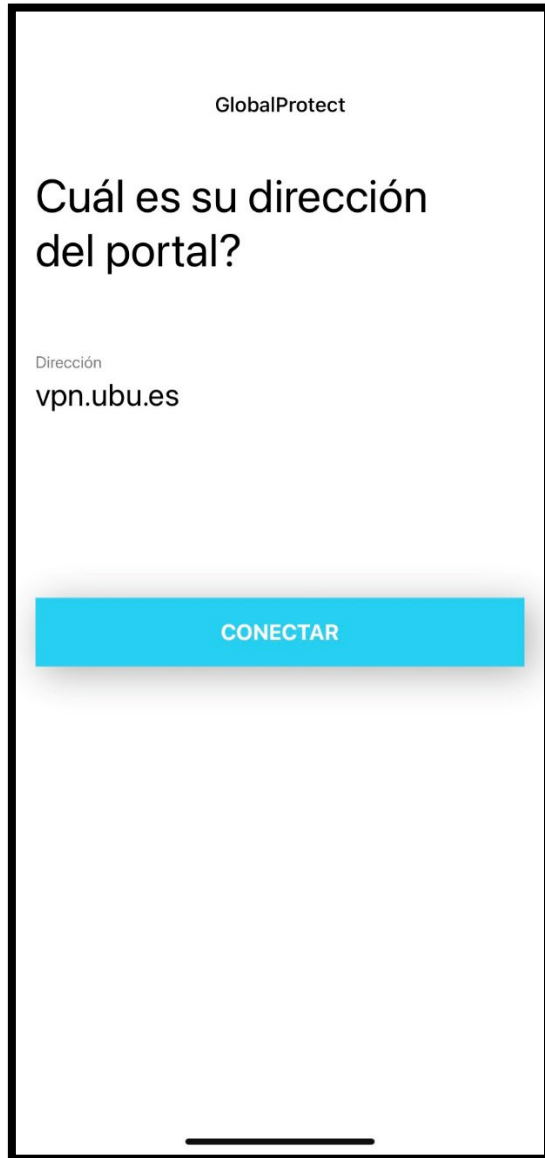 GlobalProtect
Cuál es su dirección
del portal?
Dirección
vpn.ubu.es
CONECTAR